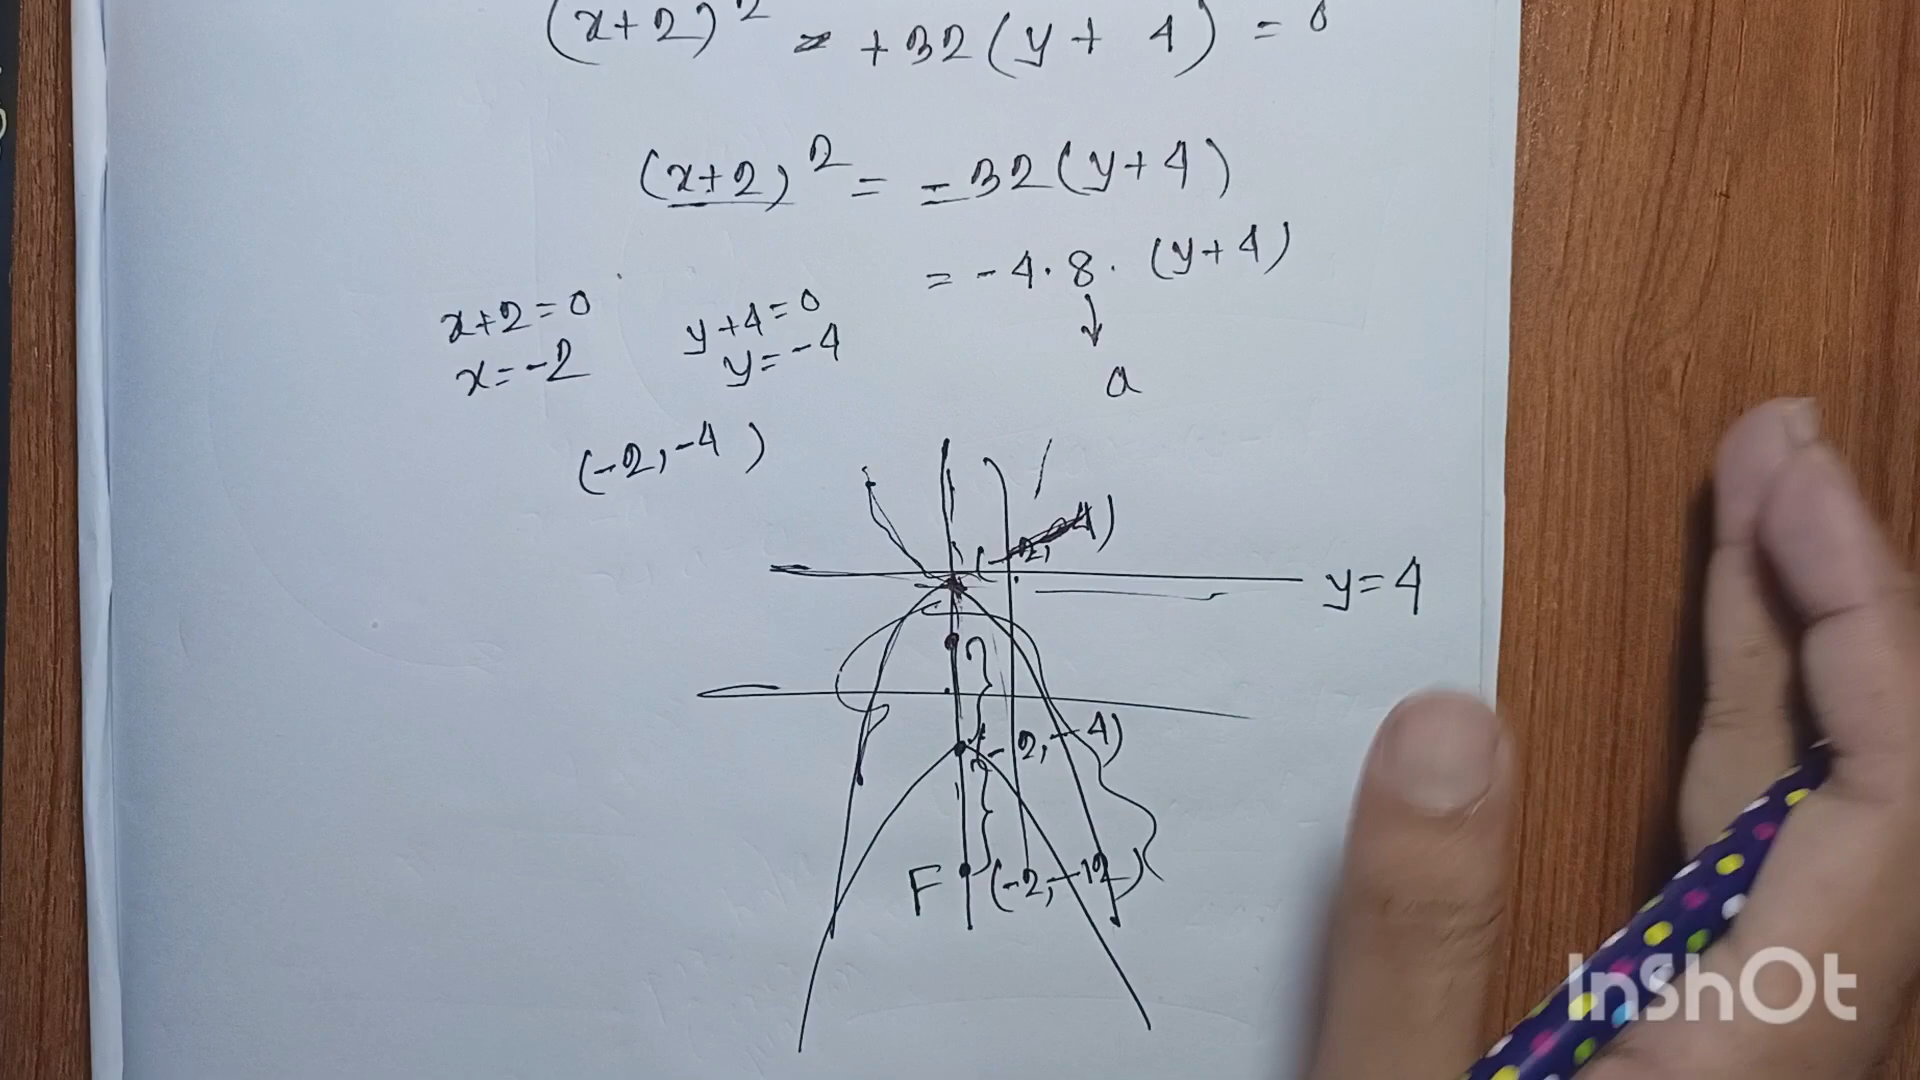 (x+2)² = +32(y+ 4) = 0
(x+2)² = -32(y+4)
= -4·8·(y+4)
x+2=0 y+4=0
x=-2 y=-4
a
(-2,-4)
y=4
(-2,-4)
F (-2,-12)
InShOt